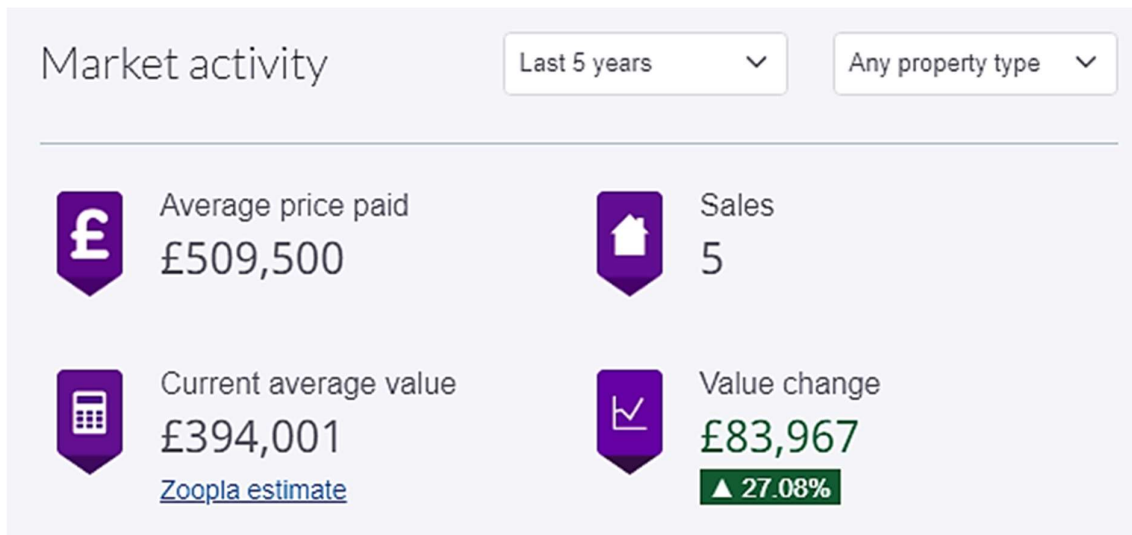 Market activity
Last 5 years
Any property type
£
Average price paid
£509,500
Sales
5
Current average value
£394,001
Zoopla estimate
Value change
£83,967
▲ 27.08%